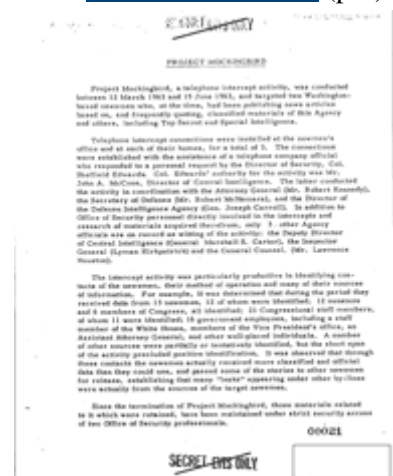 PROJECT MOCKINGBIRD
Project Mockingbird, a telephone intercept activity, was conducted
between 12 March 1963 and 15 June 1963, and targeted two Washington-
based newsmen who, at the time, had been publishing news articles
based on, and frequently quoting, classified materials of this Agency
and others, including Top Secret and Special Intelligence.
Telephone intercept connections were installed at the newsmen's
office and at each of their homes, for a total of 3. The connections
were established with the assistance of a telephone company official
who responded to a personal request by the Director of Security, Col.
Sheffield Edwards. Col. Edwards' authority for the activity was Mr.
John A. McCone, Director of Central Intelligence. The latter conducted
the activity in coordination with the Attorney General (Mr. Robert Kennedy),
the Secretary of Defense (Mr. Robert McNamara), and the Director of
the Defense Intelligence Agency (Gen. Joseph Carroll). In addition to
Office of Security personnel directly involved in the intercepts and
research of materials acquired therefrom, only 3 other Agency
officials are on record as witting of the activity: the Deputy Director
of Central Intelligence (General Marshall S. Carter), the Inspector
General (Lyman Kirkpatrick) and the General Counsel. (Mr. Lawrence
Houston).
The intercept activity was particularly productive in identifying con-
tacts of the newsmen, their method of operation and many of their sources
of information. For example, it was determined that during the period they
received data from 13 newsmen, 12 of whom were identified; 12 senators
and 6 members of Congress, all identified; 21 Congressional staff members,
of whom 11 were identified; 16 government employees, including a staff
member of the White House, members of the Vice President's office, an
Assistant Attorney General, and other well-placed individuals. A number
of other sources were partially or tentatively identified, but the short span
of the activity precluded positive identification. It was observed that through
these contacts the newsmen actually received more classified and official
data than they could use, and passed some of the stories to other newsmen
for release, establishing that many "leaks" appearing under other by-lines
were actually from the sources of the target newsmen.
Since the termination of Project Mockingbird, those materials related
to it which were retained, have been maintained under strict security access
of two Office of Security professionals.
00021
SECRET EYES ONLY